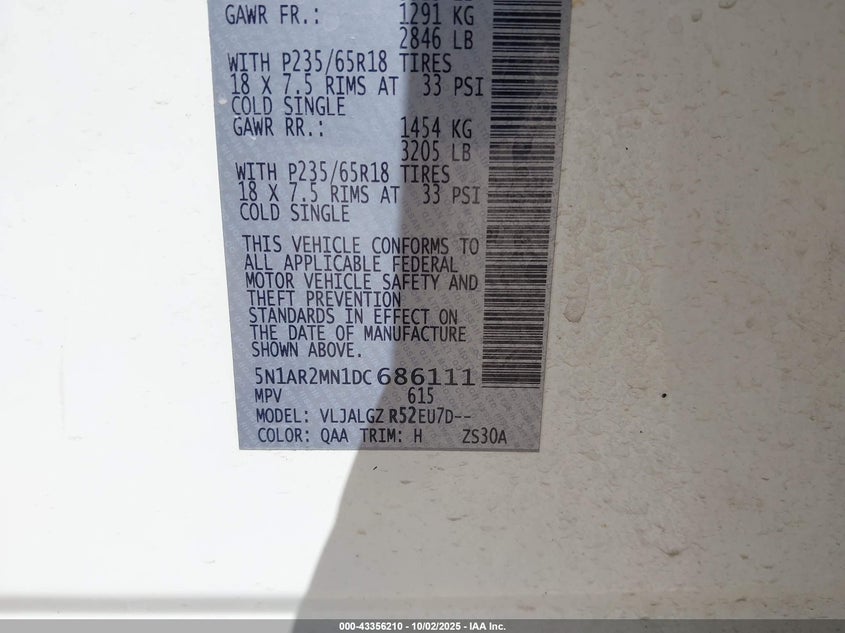 GAWR FR.: 1291 KG
2846 LB
WITH P235/65R18 TIRES
18 X 7.5 RIMS AT 33 PSI
COLD SINGLE
GAWR RR.: 1454 KG
3205 LB
WITH P235/65R18 TIRES
18 X 7.5 RIMS AT 33 PSI
COLD SINGLE
THIS VEHICLE CONFORMS TO
ALL APPLICABLE FEDERAL
MOTOR VEHICLE SAFETY AND
THEFT PREVENTION
STANDARDS IN EFFECT ON
THE DATE OF MANUFACTURE
SHOWN ABOVE.
5N1AR2MN1DC686111
MPV 615
MODEL: VLJALGZ R52EU7D--
COLOR: QAA TRIM: H ZS30A
000-43356210 - 10/02/2025 - IAA Inc.